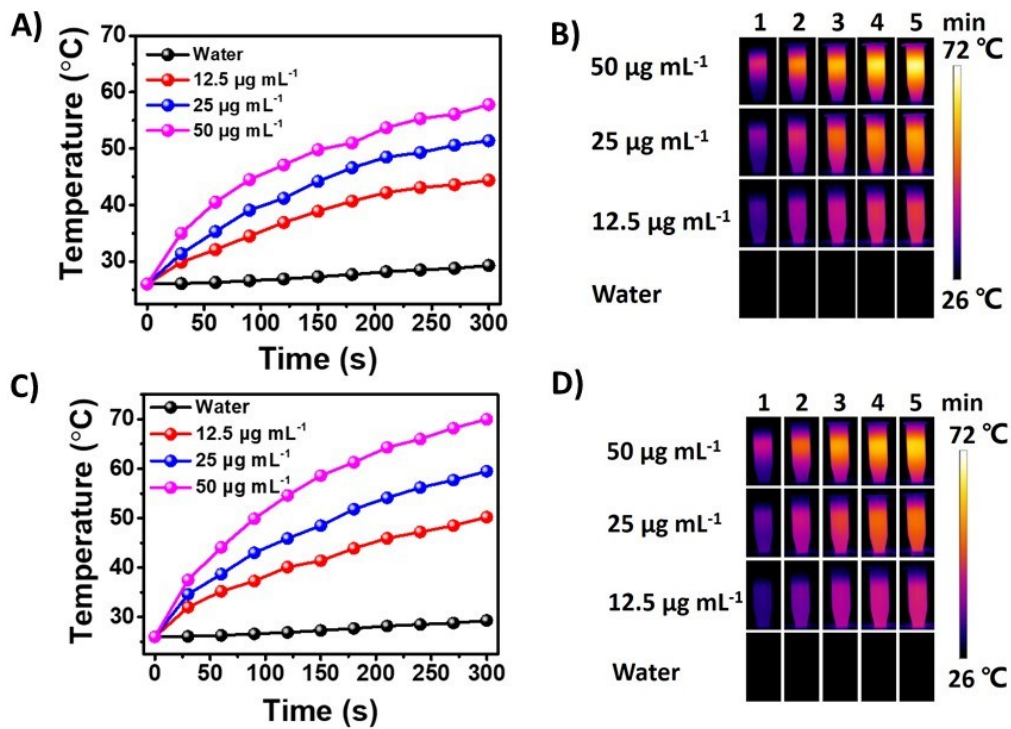 A)
Temperature (°C)
70
60
50
40
30
Water
12.5 µg mL⁻¹
25 µg mL⁻¹
50 µg mL⁻¹
0 50 100 150 200 250 300
Time (s)
B)
1 2 3 4 5 min
72 ℃
50 µg mL⁻¹
25 µg mL⁻¹
12.5 µg mL⁻¹
Water
26 ℃
C)
Temperature (°C)
70
60
50
40
30
Water
12.5 µg mL⁻¹
25 µg mL⁻¹
50 µg mL⁻¹
0 50 100 150 200 250 300
Time (s)
D)
1 2 3 4 5 min
72 ℃
50 µg mL⁻¹
25 µg mL⁻¹
12.5 µg mL⁻¹
Water
26 ℃